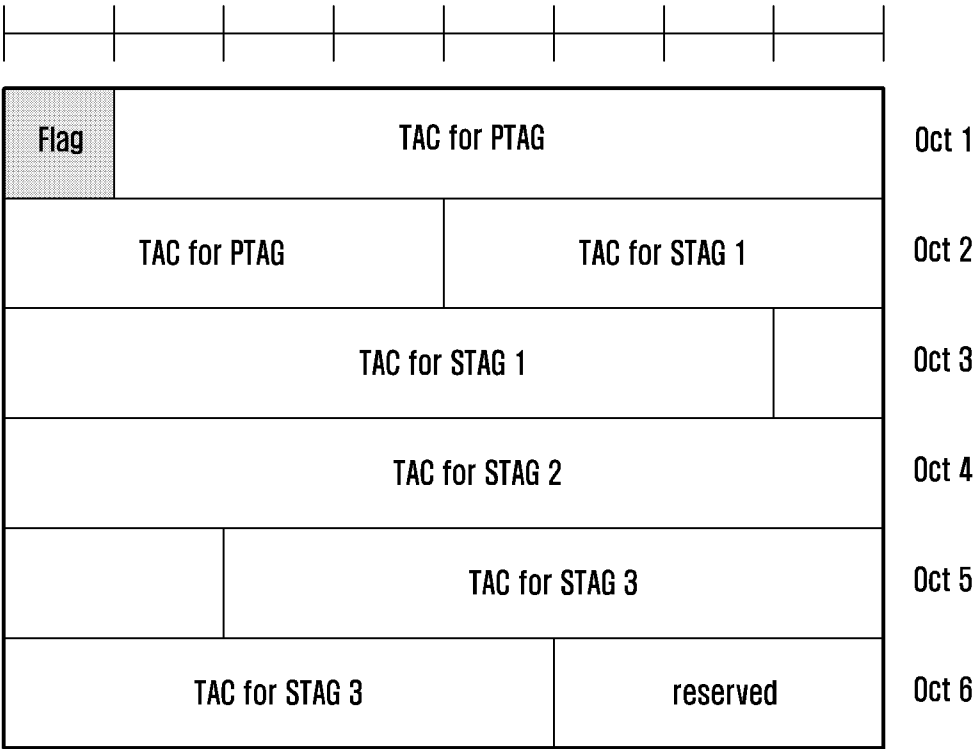 Flag TAC for PTAG Oct 1
TAC for PTAG TAC for STAG 1 Oct 2
TAC for STAG 1 Oct 3
TAC for STAG 2 Oct 4
TAC for STAG 3 Oct 5
TAC for STAG 3 reserved Oct 6